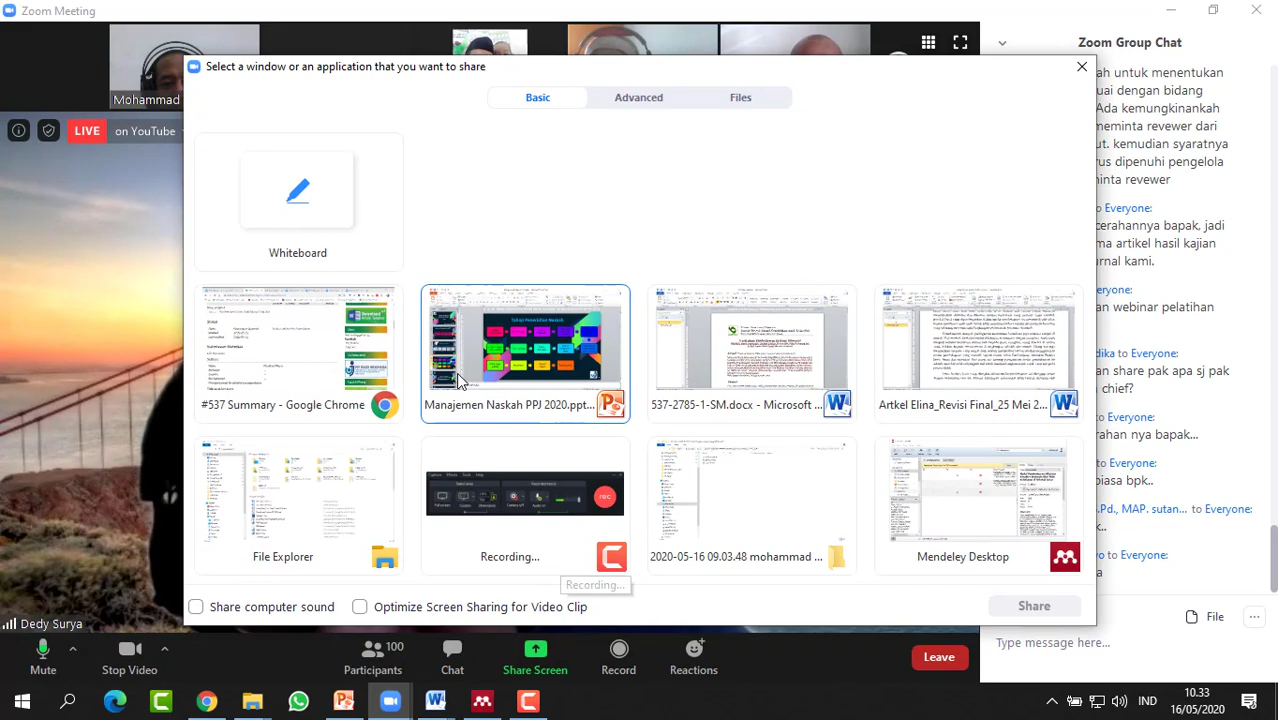 Zoom Meeting
Mohammad
LIVE on YouTube
Select a window or an application that you want to share
Basic
Advanced
Files
Whiteboard
#537 Summary - Google Chrome
Manajemen Naskah PPJ 2020.ppt...
537-2785-1-SM.docx - Microsoft ...
Artkel Elina_Revisi Final_25 Mei 2...
File Explorer
Recording...
2020-05-16 09.03.48 mohammad ...
Mendeley Desktop
Recording...
Share computer sound
Optimize Screen Sharing for Video Clip
Share
Zoom Group Chat
ah untuk menentukan
uai dengan bidang
Ada kemungkinankah
meminta revewer dari
ut. kemudian syaratnya
rus dipenuhi pengelola
minta revewer
to Everyone:
cerahannya bapak, jadi
ma artikel hasil kajian
urnal kami.
eryone:
an webinar pelatihan
dika to Everyone:
an share pak apa sj pak
chief?
to Everyone:
rahan nya bapak...
to Everyone:
biasa bpk..
.Pd., MAP. sutan... to Everyone:
vo to Everyone:
a
File
Type message here...
Dedy Surya
Mute
Stop Video
Participants
100
Chat
Share Screen
Record
Reactions
Leave
IND
10.33
16/05/2020